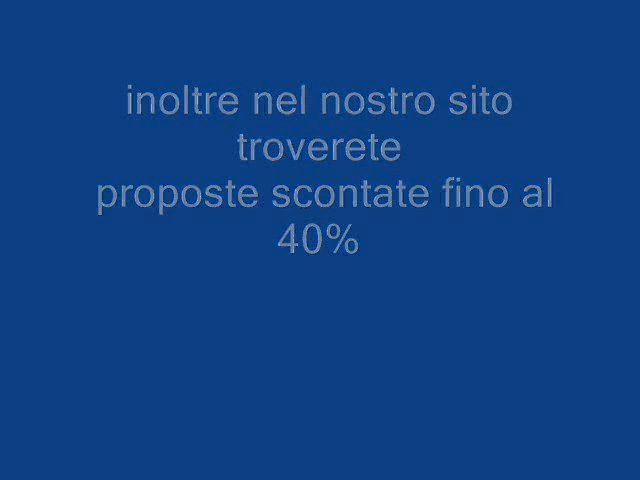 inoltre nel nostro sito
troverete
proposte scontate fino al
40%